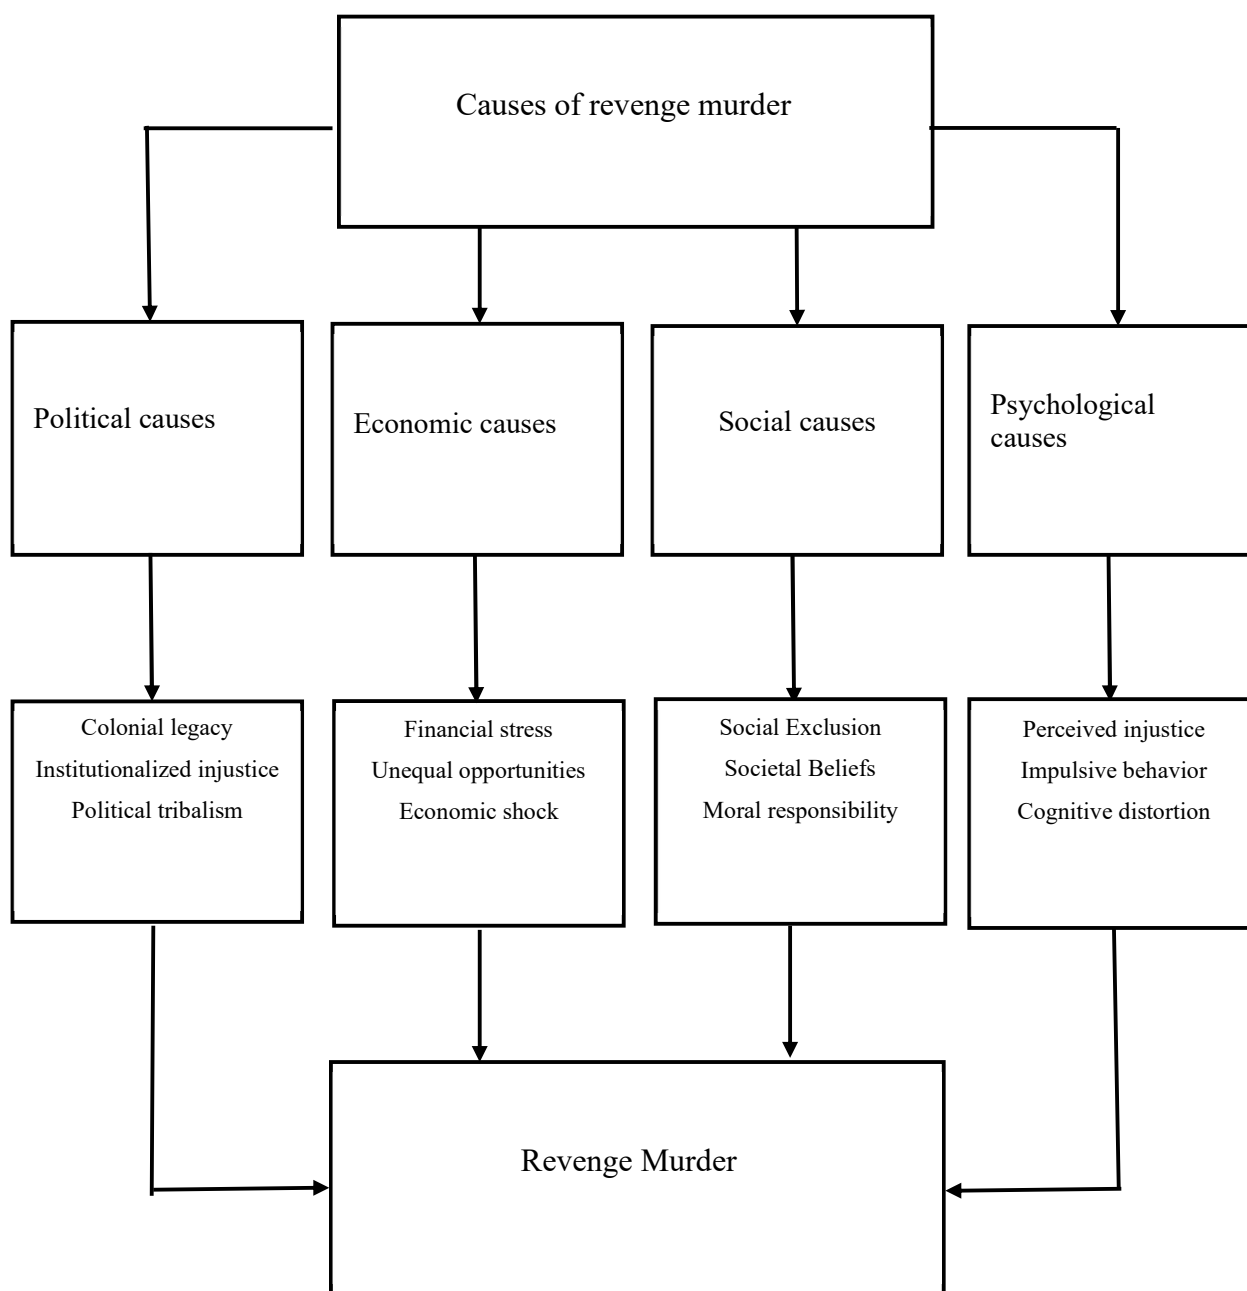 Causes of revenge murder
Political causes
Economic causes
Social causes
Psychological
causes
Colonial legacy
Institutionalized injustice
Political tribalism
Financial stress
Unequal opportunities
Economic shock
Social Exclusion
Societal Beliefs
Moral responsibility
Perceived injustice
Impulsive behavior
Cognitive distortion
Revenge Murder